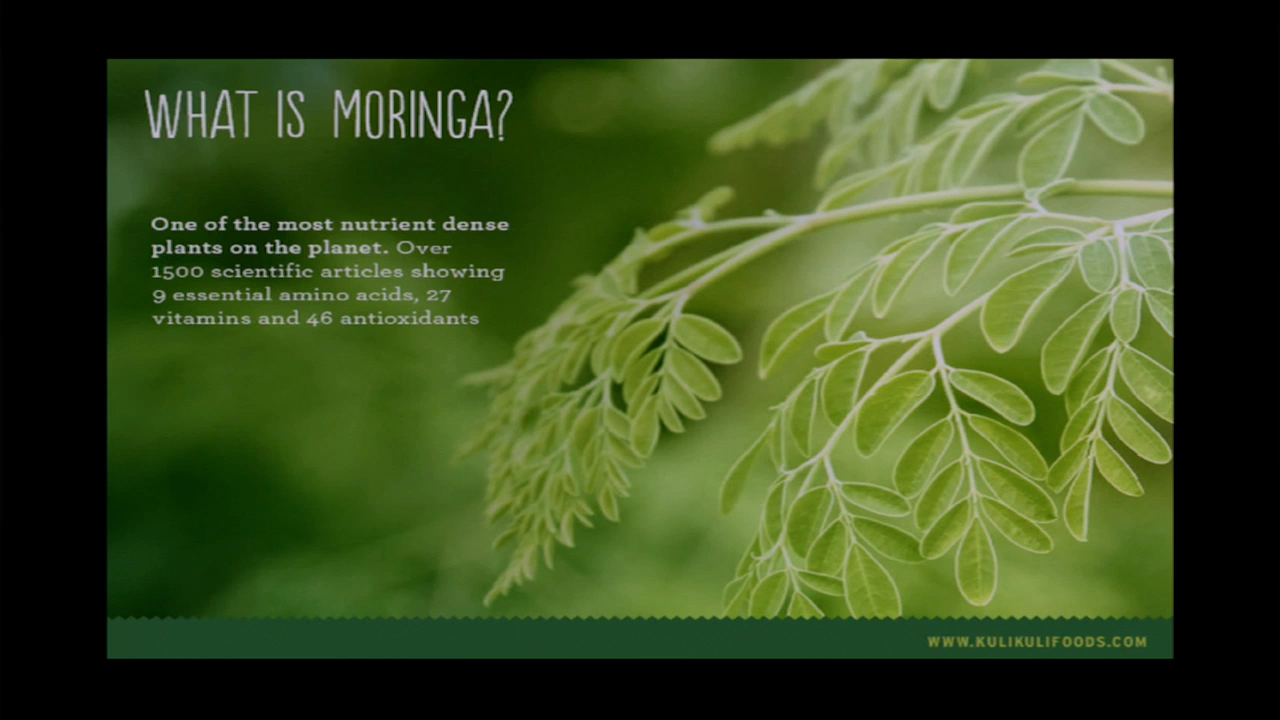 WHAT IS MORINGA?
One of the most nutrient dense
plants on the planet. Over
1500 scientific articles showing
9 essential amino acids, 27
vitamins and 46 antioxidants
WWW.KULIKULIFOODS.COM